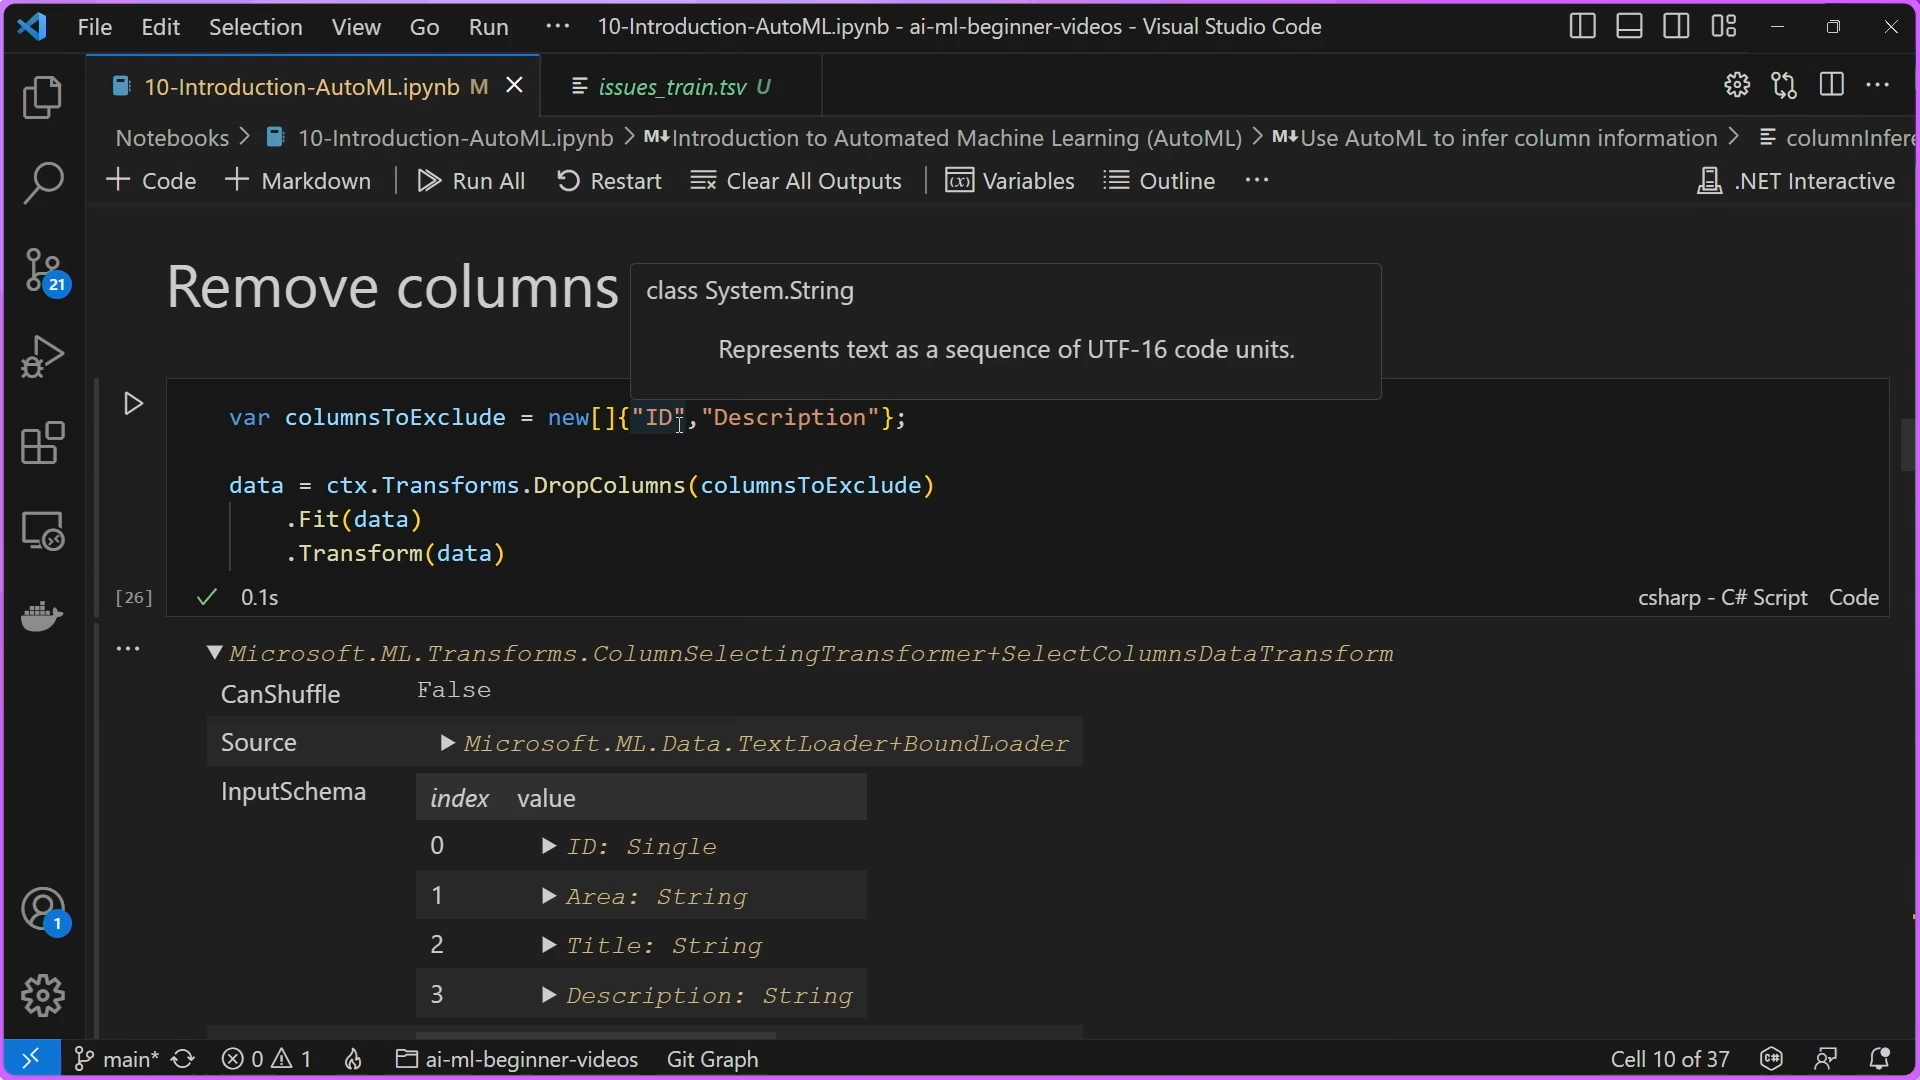 File Edit Selection View Go Run ··· 10-Introduction-AutoML.ipynb - ai-ml-beginner-videos - Visual Studio Code
10-Introduction-AutoML.ipynb M issues_train.tsv U
Notebooks > 10-Introduction-AutoML.ipynb > M↓Introduction to Automated Machine Learning (AutoML) > M↓Use AutoML to infer column information > columnInfere
+ Code + Markdown Run All Restart Clear All Outputs (x) Variables Outline ··· .NET Interactive
21
Remove columns
class System.String
Represents text as a sequence of UTF-16 code units.
var columnsToExclude = new[]{"ID","Description"};
data = ctx.Transforms.DropColumns(columnsToExclude)
.Fit(data)
.Transform(data)
[26] ✓ 0.1s csharp - C# Script Code
▼ Microsoft.ML.Transforms.ColumnSelectingTransformer+SelectColumnsDataTransform
CanShuffle False
Source ▶ Microsoft.ML.Data.TextLoader+BoundLoader
InputSchema index value
0 ▶ ID: Single
1 ▶ Area: String
2 ▶ Title: String
3 ▶ Description: String
1
main* 0 1 ai-ml-beginner-videos Git Graph Cell 10 of 37